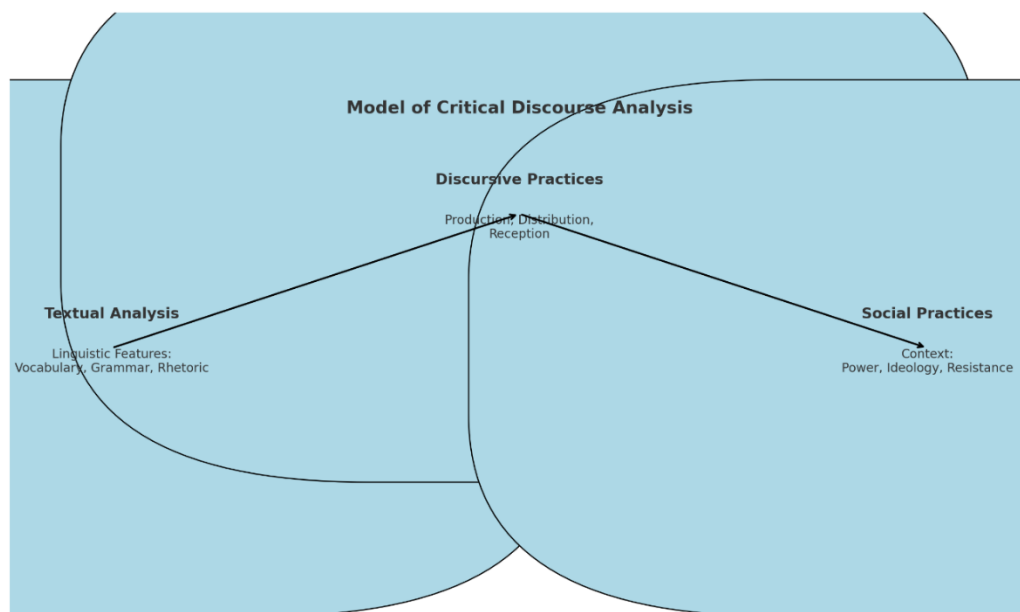 Model of Critical Discourse Analysis
Discursive Practices
Production, Distribution,
Reception
Textual Analysis
Linguistic Features:
Vocabulary, Grammar, Rhetoric
Social Practices
Context:
Power, Ideology, Resistance